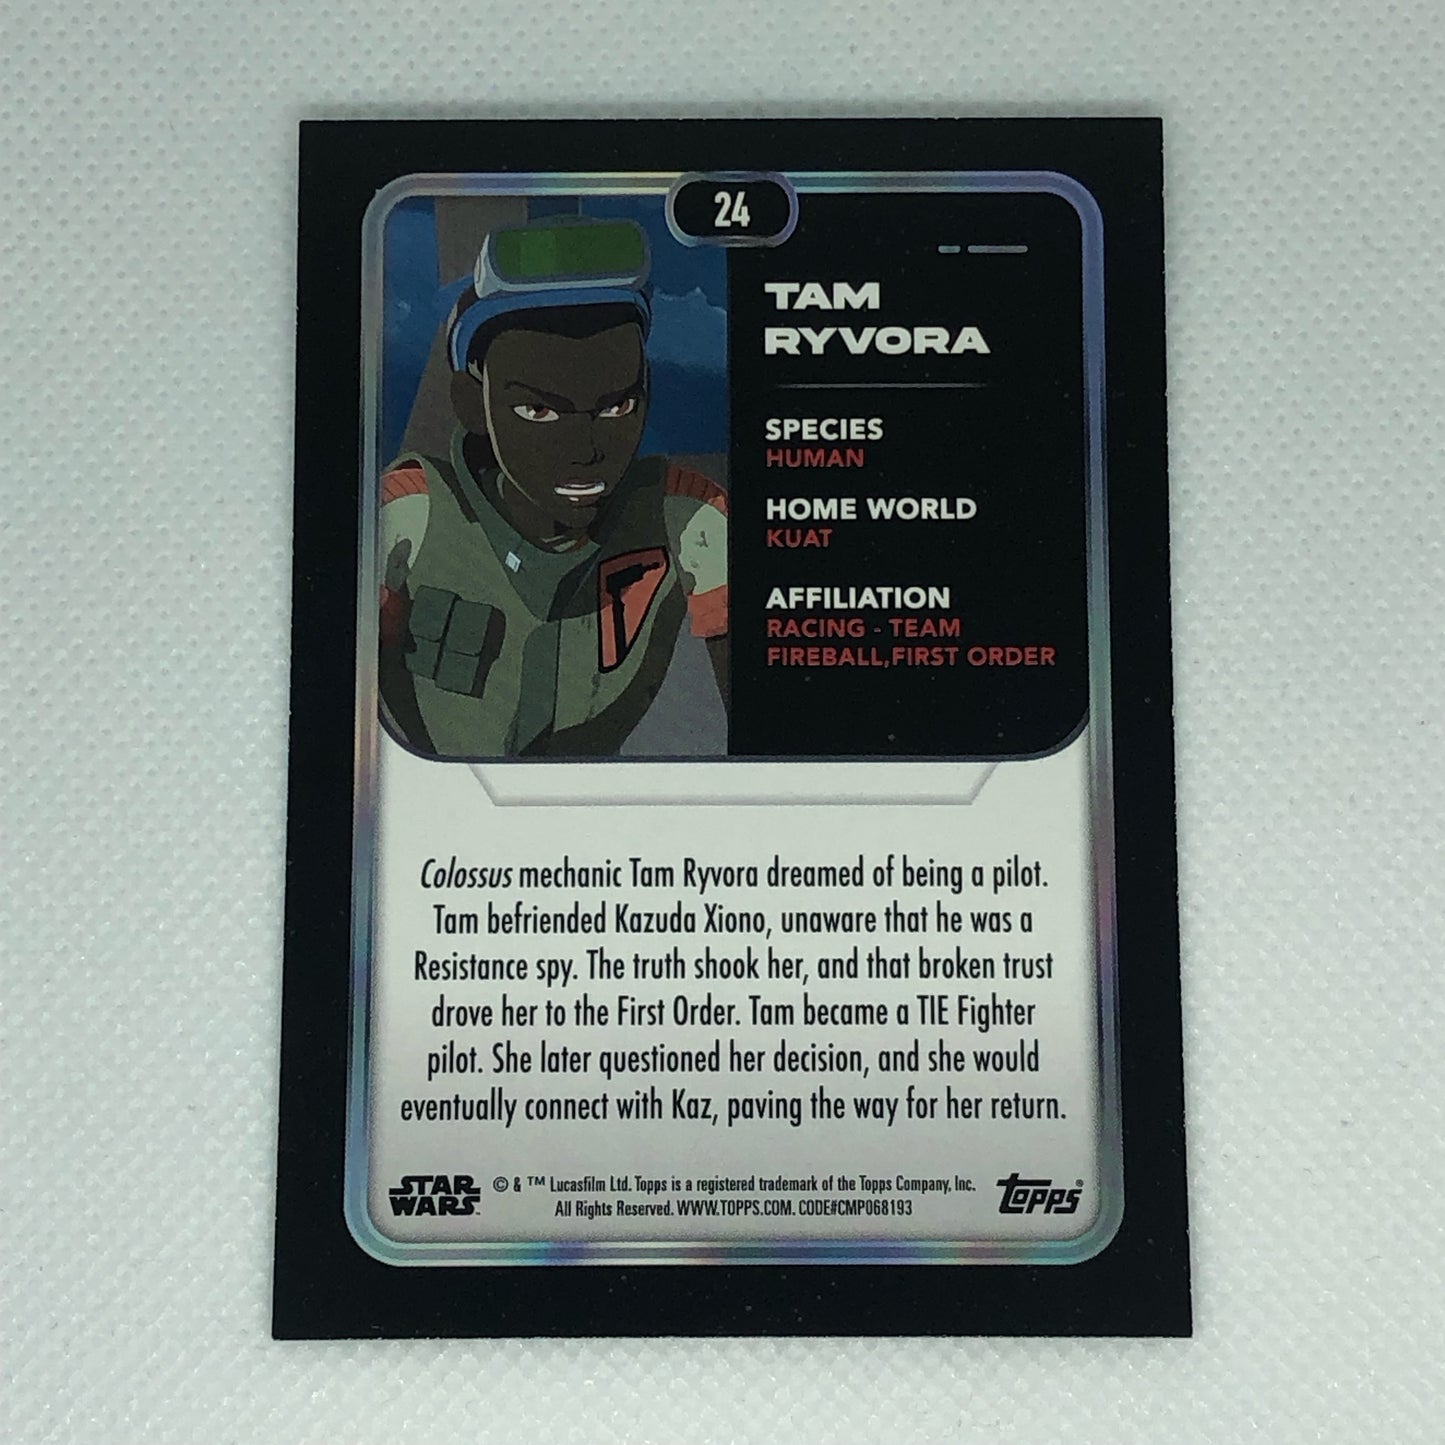 24
TAM
RYVORA
SPECIES
HUMAN
HOME WORLD
KUAT
AFFILIATION
RACING - TEAM
FIREBALL,FIRST ORDER
Colossus mechanic Tam Ryvora dreamed of being a pilot.
Tam befriended Kazuda Xiono, unaware that he was a
Resistance spy. The truth shook her, and that broken trust
drove her to the First Order. Tam became a TIE Fighter
pilot. She later questioned her decision, and she would
eventually connect with Kaz, paving the way for her return.
STAR
WARS™
© & ™ Lucasfilm Ltd. Topps is a registered trademark of the Topps Company, Inc.
All Rights Reserved. WWW.TOPPS.COM. CODE#CMP068193
topps®